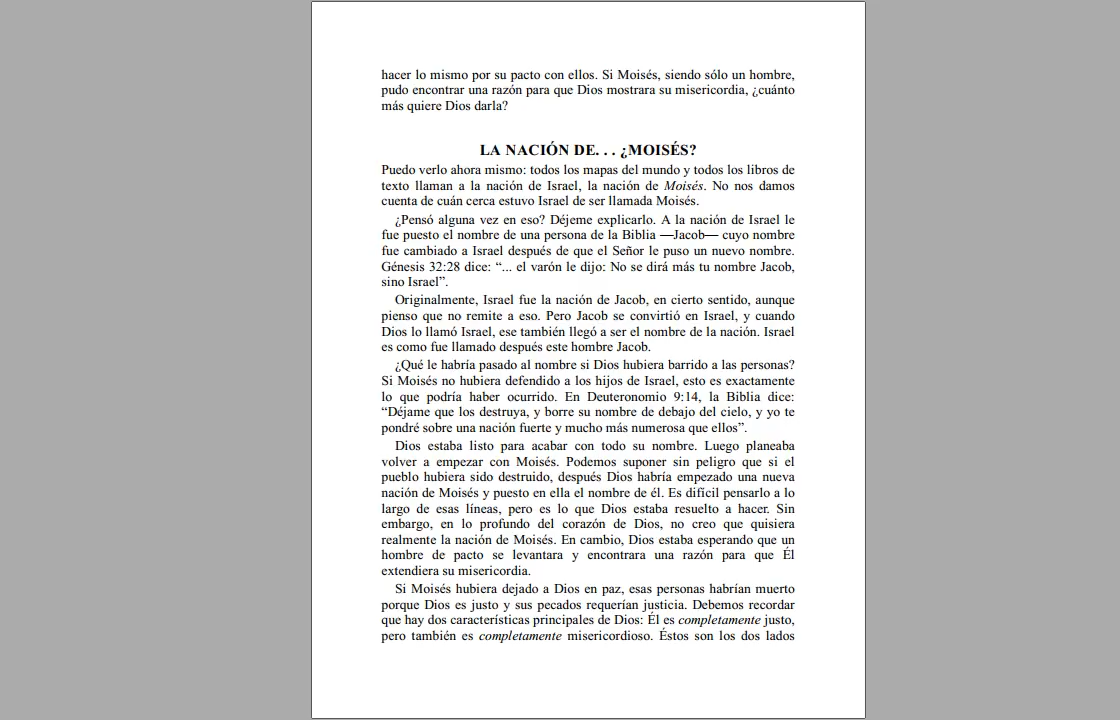 hacer lo mismo por su pacto con ellos. Si Moisés, siendo sólo un hombre,
pudo encontrar una razón para que Dios mostrara su misericordia, ¿cuánto
más quiere Dios darla?
LA NACIÓN DE. . . ¿MOISÉS?
Puedo verlo ahora mismo: todos los mapas del mundo y todos los libros de
texto llaman a la nación de Israel, la nación de Moisés. No nos damos
cuenta de cuán cerca estuvo Israel de ser llamada Moisés.
¿Pensó alguna vez en eso? Déjeme explicarlo. A la nación de Israel le
fue puesto el nombre de una persona de la Biblia —Jacob— cuyo nombre
fue cambiado a Israel después de que el Señor le puso un nuevo nombre.
Génesis 32:28 dice: “... el varón le dijo: No se dirá más tu nombre Jacob,
sino Israel”.
Originalmente, Israel fue la nación de Jacob, en cierto sentido, aunque
pienso que no remite a eso. Pero Jacob se convirtió en Israel, y cuando
Dios lo llamó Israel, ese también llegó a ser el nombre de la nación. Israel
es como fue llamado después este hombre Jacob.
¿Qué le habría pasado al nombre si Dios hubiera barrido a las personas?
Si Moisés no hubiera defendido a los hijos de Israel, esto es exactamente
lo que podría haber ocurrido. En Deuteronomio 9:14, la Biblia dice:
“Déjame que los destruya, y borre su nombre de debajo del cielo, y yo te
pondré sobre una nación fuerte y mucho más numerosa que ellos”.
Dios estaba listo para acabar con todo su nombre. Luego planeaba
volver a empezar con Moisés. Podemos suponer sin peligro que si el
pueblo hubiera sido destruido, después Dios habría empezado una nueva
nación de Moisés y puesto en ella el nombre de él. Es difícil pensarlo a lo
largo de esas líneas, pero es lo que Dios estaba resuelto a hacer. Sin
embargo, en lo profundo del corazón de Dios, no creo que quisiera
realmente la nación de Moisés. En cambio, Dios estaba esperando que un
hombre de pacto se levantara y encontrara una razón para que Él
extendiera su misericordia.
Si Moisés hubiera dejado a Dios en paz, esas personas habrían muerto
porque Dios es justo y sus pecados requerían justicia. Debemos recordar
que hay dos características principales de Dios: Él es completamente justo,
pero también es completamente misericordioso. Éstos son los dos lados